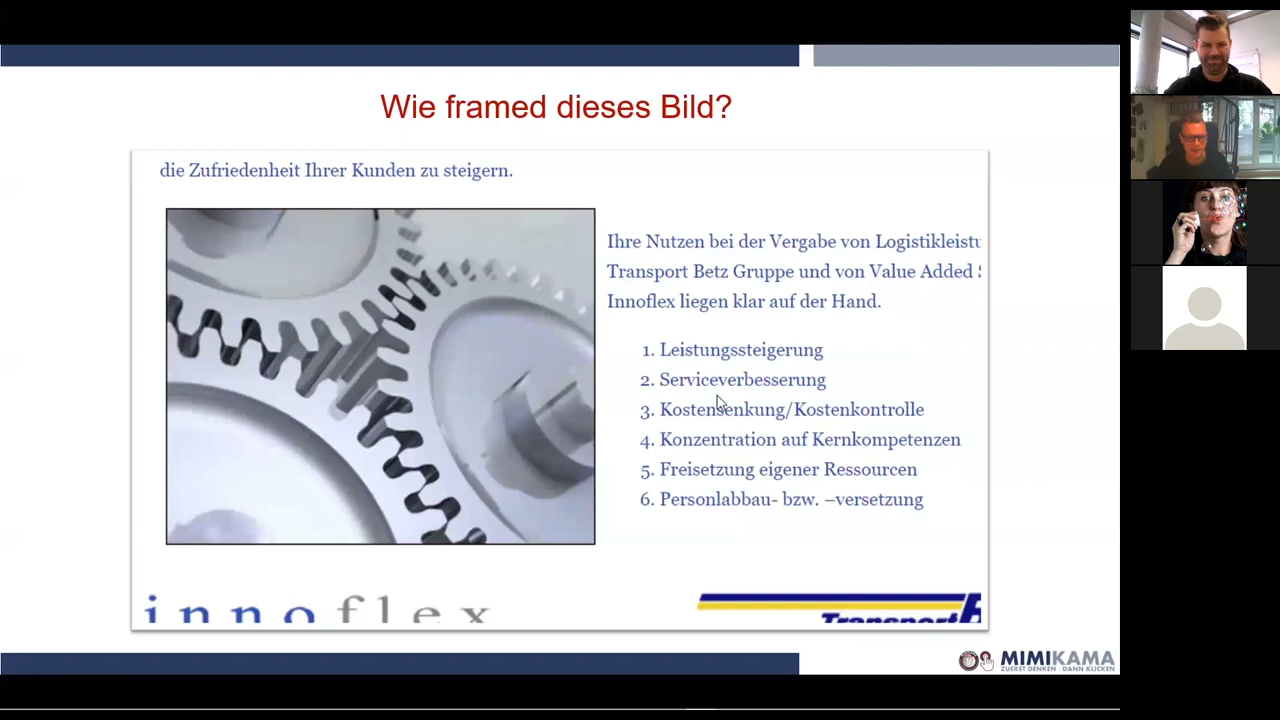 Wie framed dieses Bild?
die Zufriedenheit Ihrer Kunden zu steigern.
Ihre Nutzen bei der Vergabe von Logistikleistu
Transport Betz Gruppe und von Value Added
Innoflex liegen klar auf der Hand.
1. Leistungssteigerung
2. Serviceverbesserung
3. Kostensenkung/Kostenkontrolle
4. Konzentration auf Kernkompetenzen
5. Freisetzung eigener Ressourcen
6. Personlabbau- bzw. –versetzung
innoflex
Transport
MIMIKAMA
ZUERST DENKEN - DANN KLICKEN